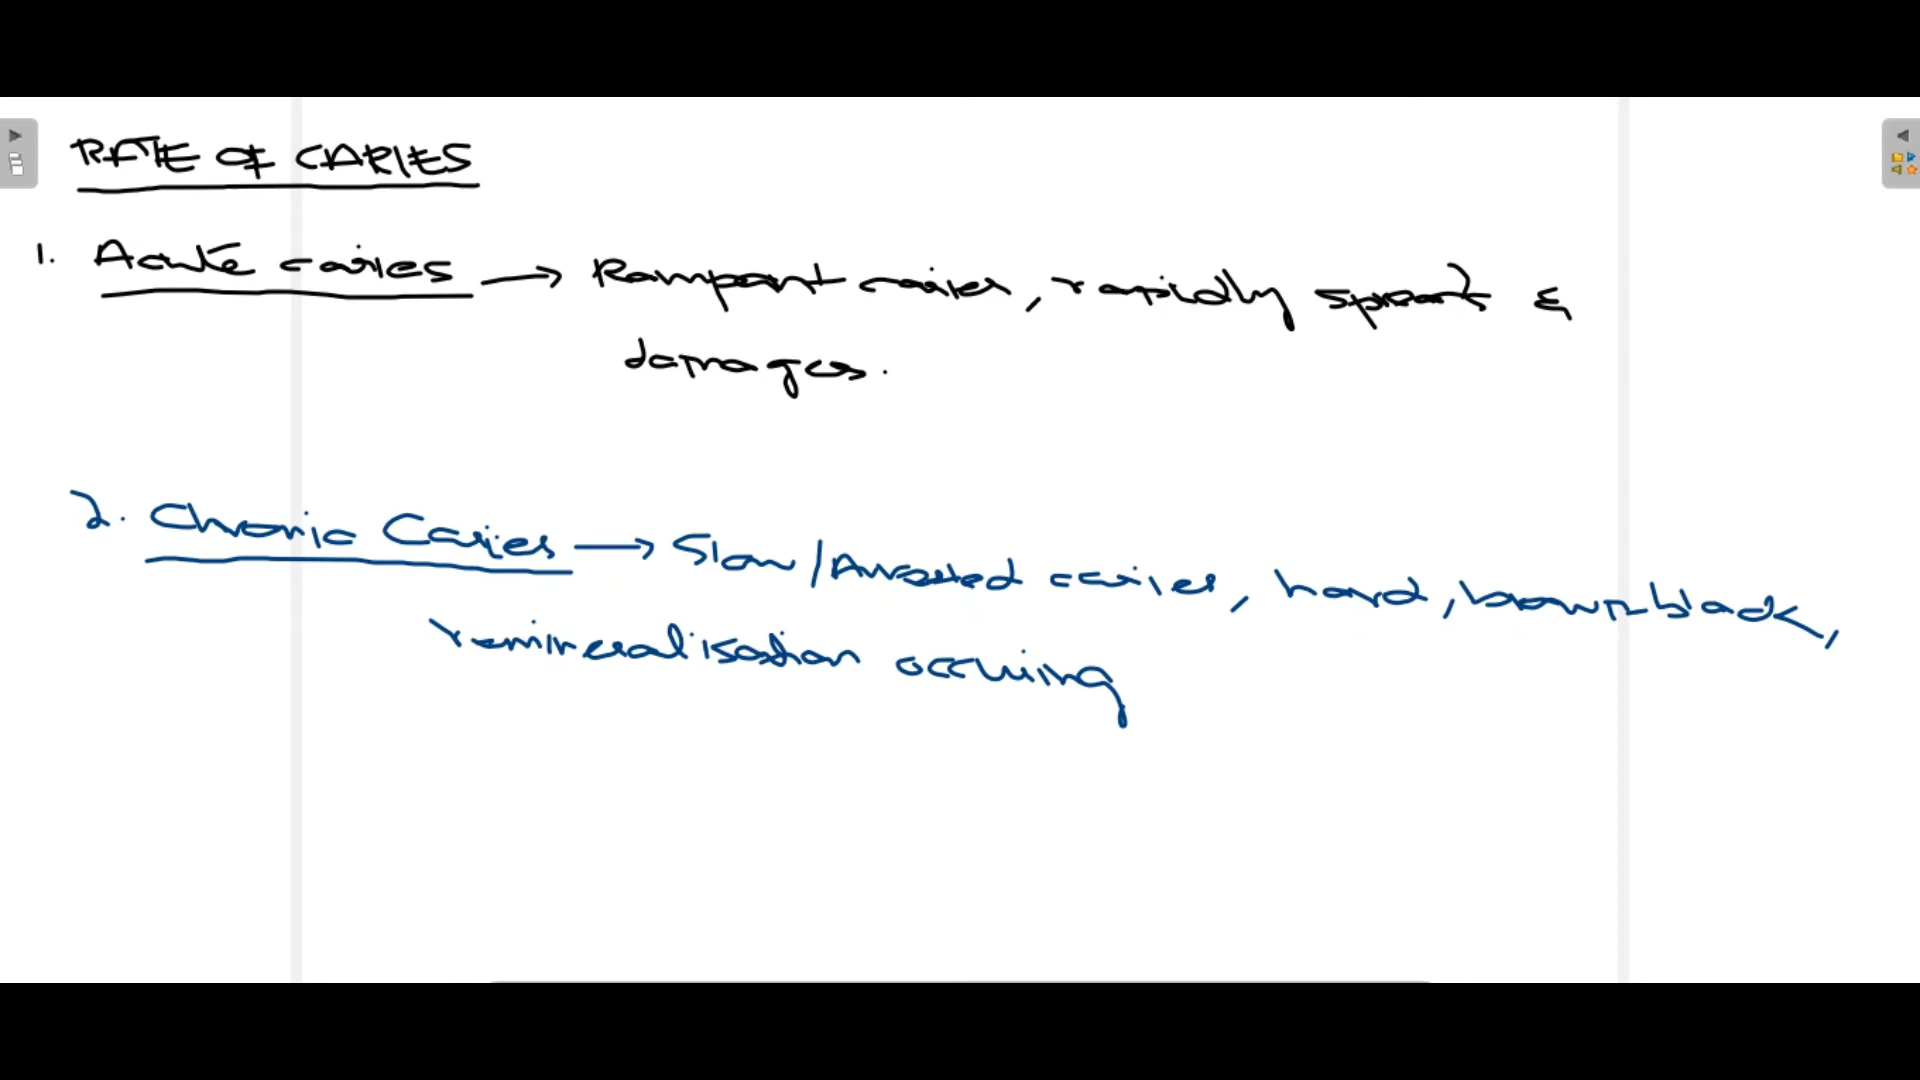 RATE OF CARIES
1. Acute caries → Rampant caries, rapidly spreads &
damages.
2. Chronic Caries → Slow/Arrested caries, hard, brown-black,
remineralisation occuring